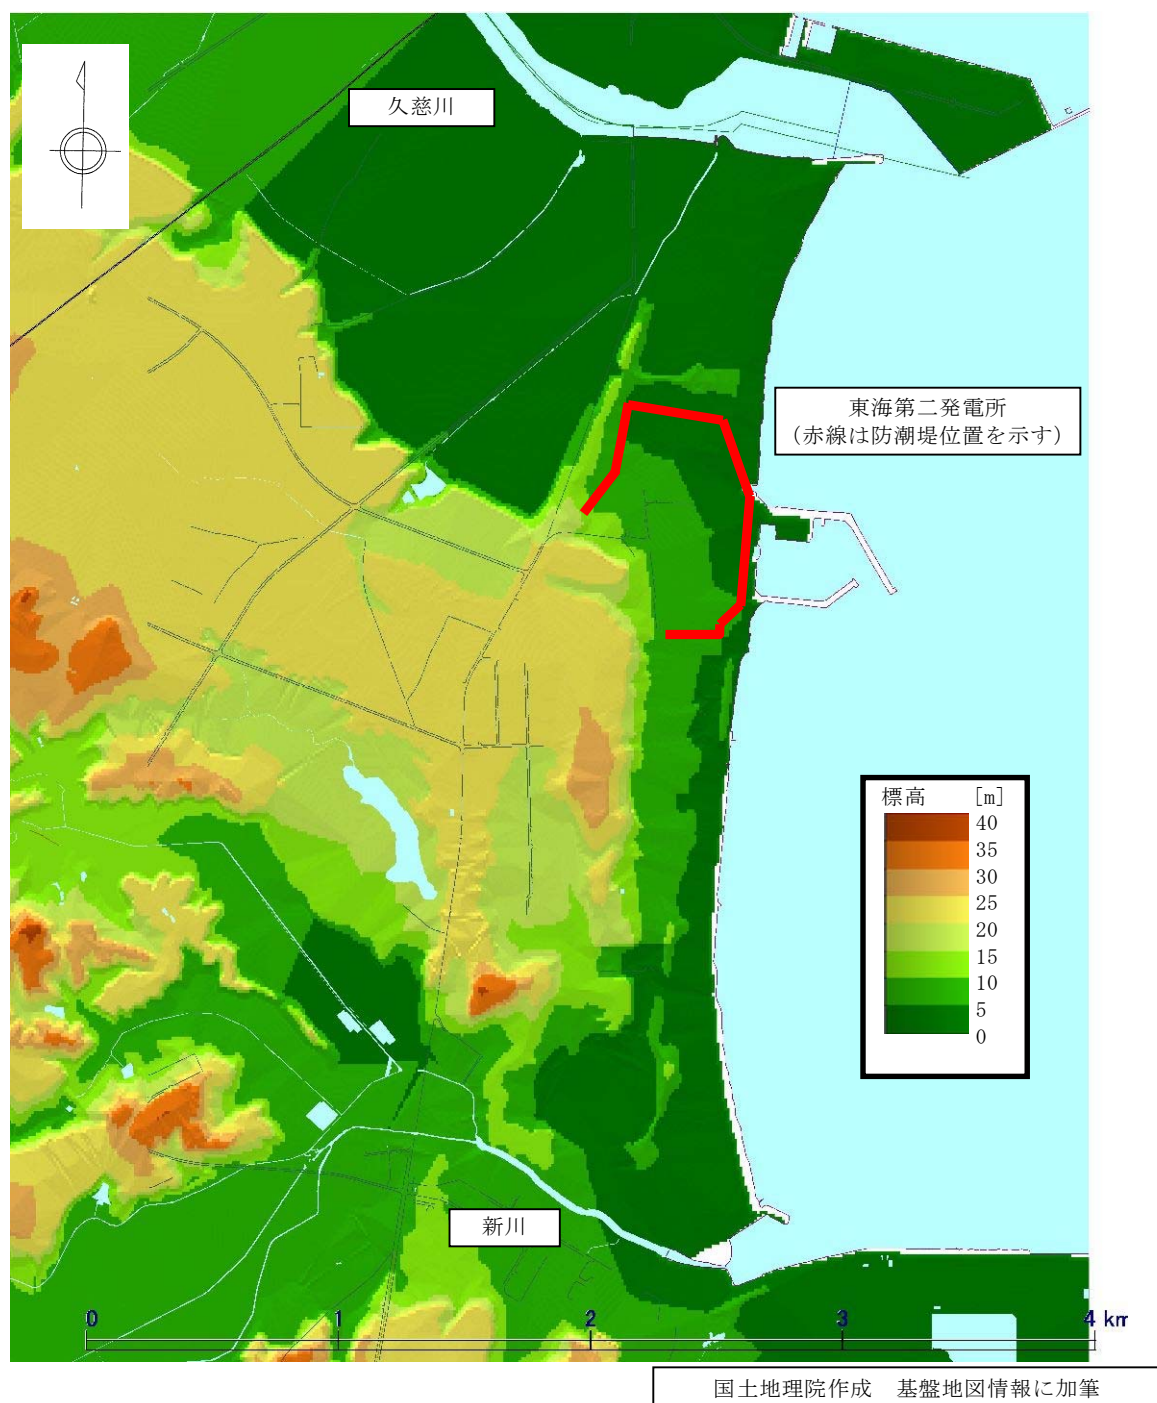 久慈川
東海第二発電所
(赤線は防潮堤位置を示す)
標高 [m]
40
35
30
25
20
15
10
5
0
新川
0 1 2 3 4 km
国土地理院作成 基盤地図情報に加筆